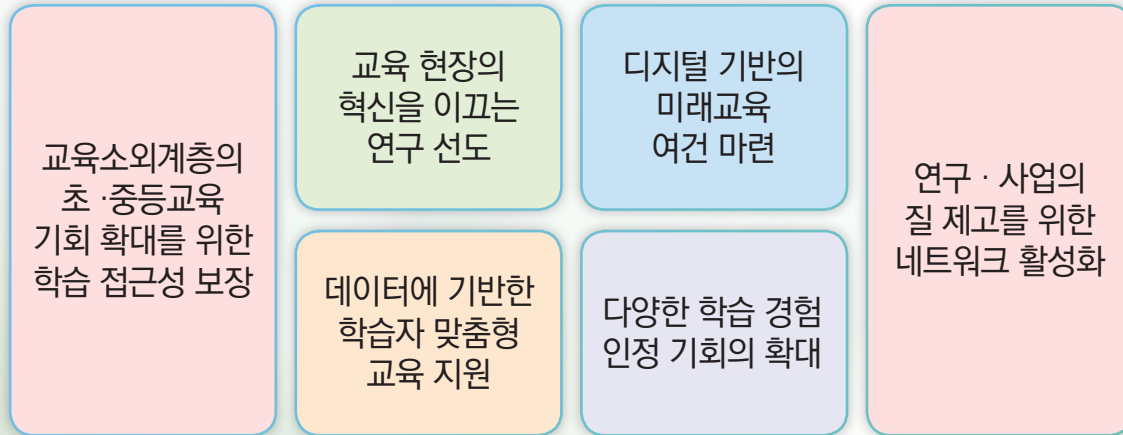 교육소외계층의
초 ·중등교육
기회 확대를 위한
학습 접근성 보장
교육 현장의
혁신을 이끄는
연구 선도
디지털 기반의
미래교육
여건 마련
데이터에 기반한
학습자 맞춤형
교육 지원
다양한 학습 경험
인정 기회의 확대
연구 · 사업의
질 제고를 위한
네트워크 활성화